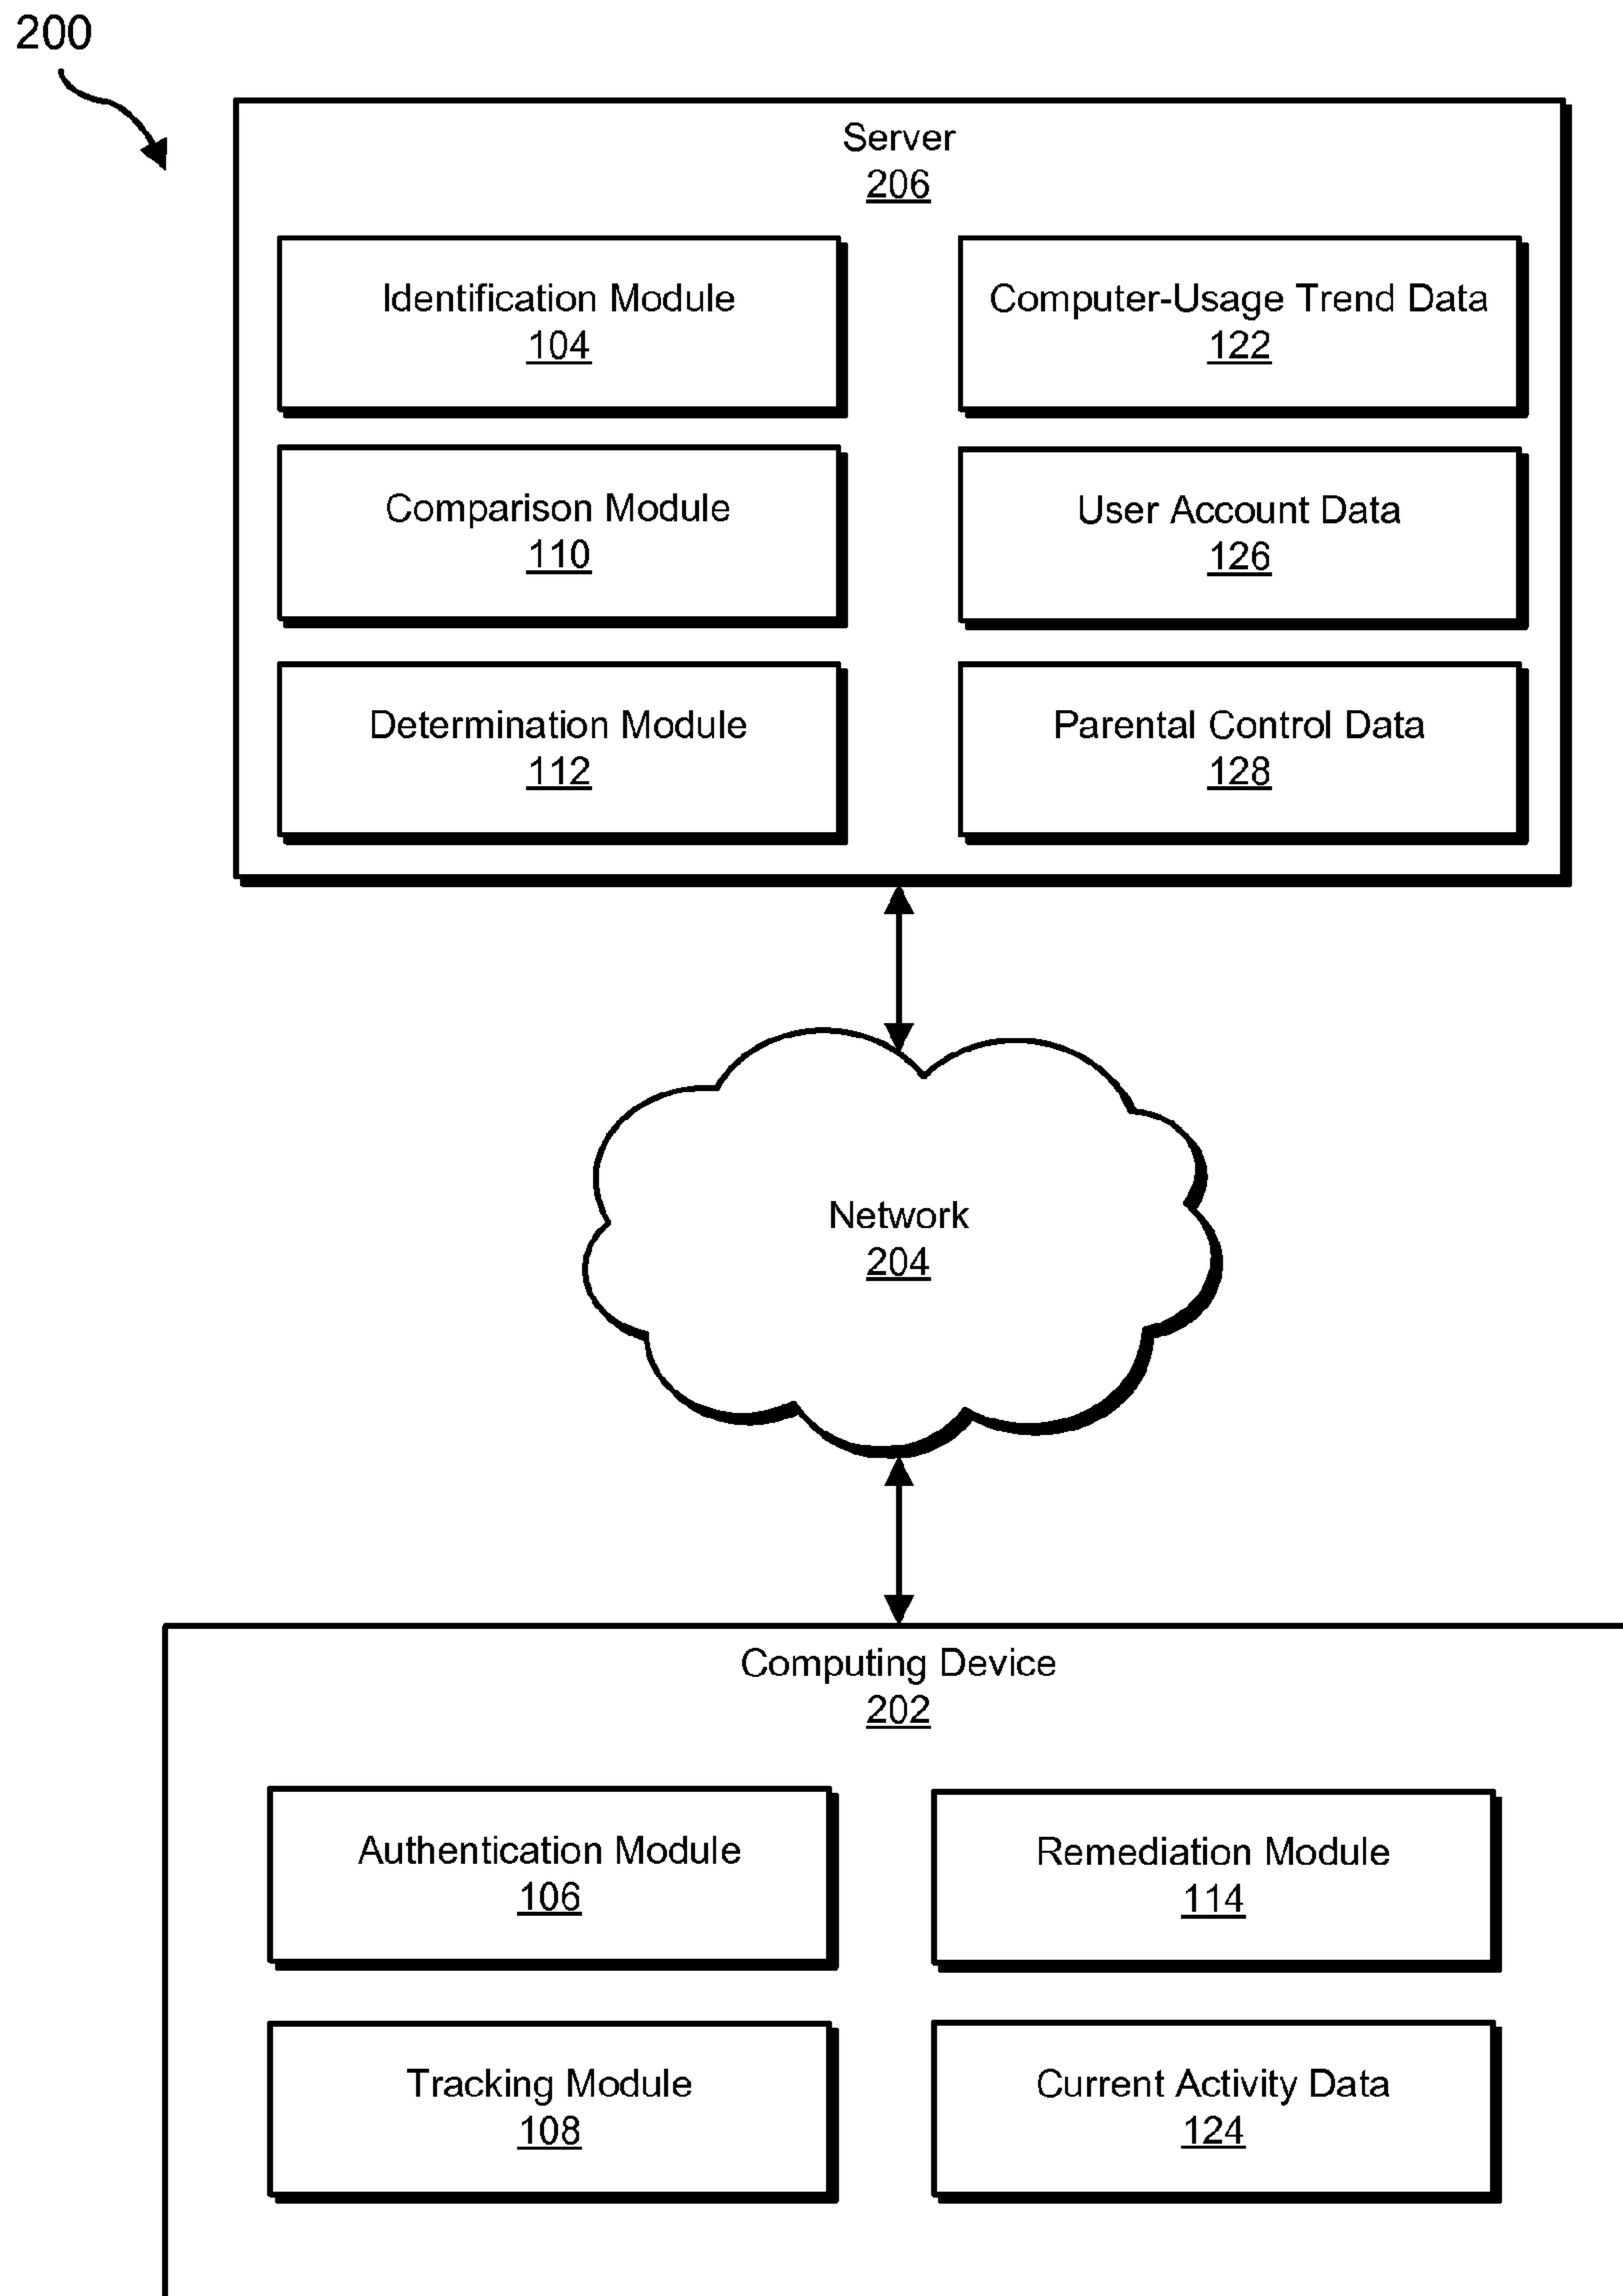 200
Server
206
Identification Module
104
Computer-Usage Trend Data
122
Comparison Module
110
User Account Data
126
Determination Module
112
Parental Control Data
128
Network
204
Computing Device
202
Authentication Module
106
Remediation Module
114
Tracking Module
108
Current Activity Data
124